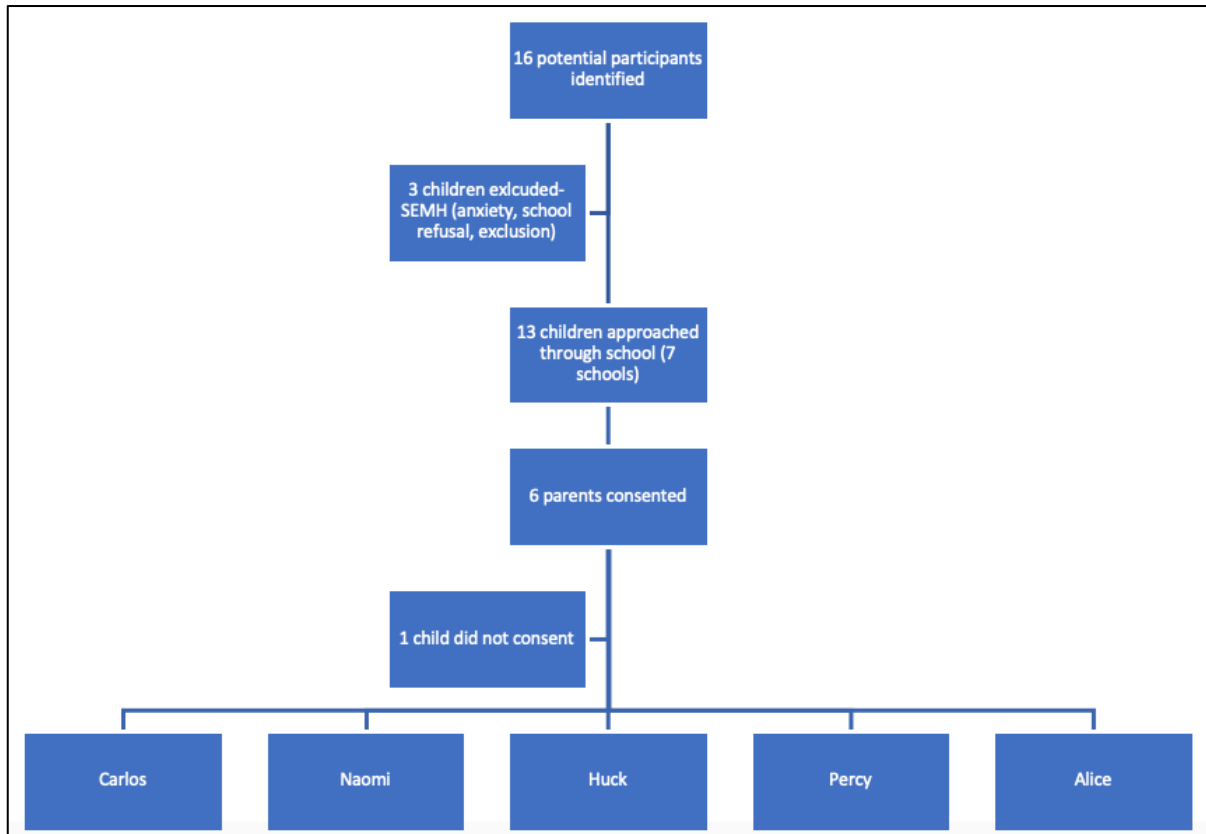 16 potential participants
identified
3 children exlcuded-
SEMH (anxiety, school
refusal, exclusion)
13 children approached
through school (7
schools)
6 parents consented
1 child did not consent
Carlos
Naomi
Huck
Percy
Alice